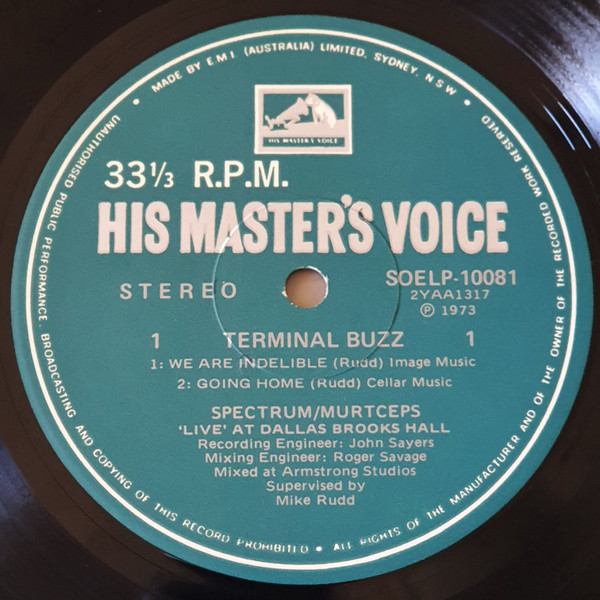 MADE BY E M I (AUSTRALIA) LIMITED, SYDNEY, N S W •
HIS MASTER'S VOICE
33⅓ R.P.M.
HIS MASTER'S VOICE
STEREO
SOELP-10081
2YAA1317
Ⓟ 1973
1 TERMINAL BUZZ 1
1: WE ARE INDELIBLE (Rudd) Image Music
2: GOING HOME (Rudd) Cellar Music
SPECTRUM/MURTCEPS
'LIVE' AT DALLAS BROOKS HALL
Recording Engineer: John Sayers
Mixing Engineer: Roger Savage
Mixed at Armstrong Studios
Supervised by
Mike Rudd
UNAUTHORISED PUBLIC PERFORMANCE, BROADCASTING AND COPYING OF THIS RECORD PROHIBITED • ALL RIGHTS OF THE MANUFACTURER AND OF THE OWNER OF THE RECORDED WORK RESERVED •